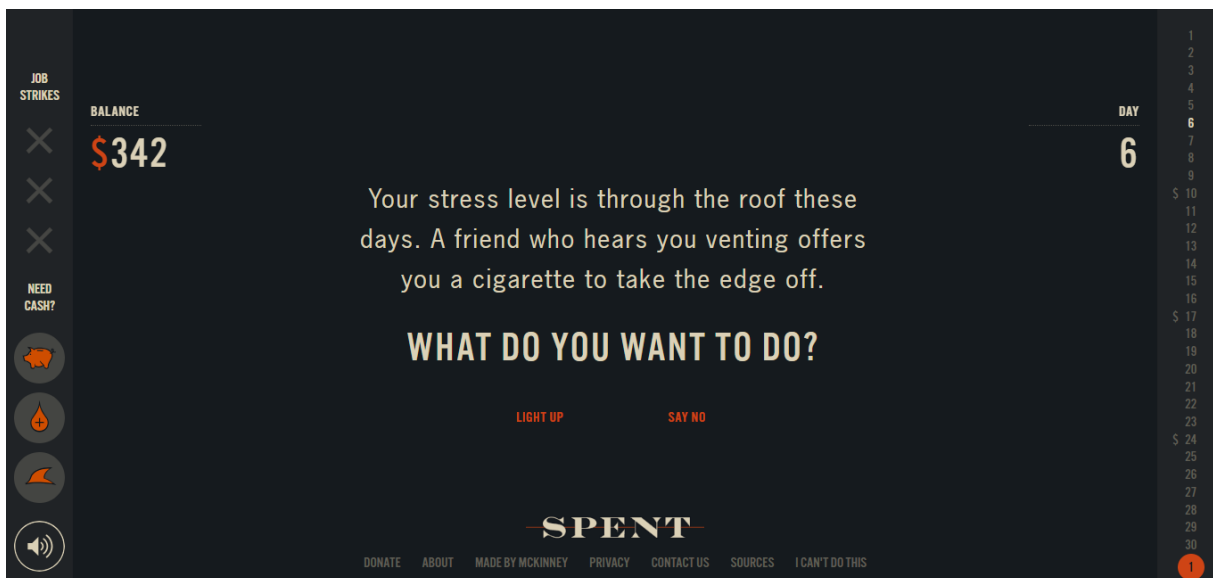 JOB
STRIKES
NEED
CASH?
BALANCE
$342
DAY
6
Your stress level is through the roof these
days. A friend who hears you venting offers
you a cigarette to take the edge off.
WHAT DO YOU WANT TO DO?
LIGHT UP SAY NO
SPENT
DONATE ABOUT MADE BY MCKINNEY PRIVACY CONTACT US SOURCES I CAN'T DO THIS
1
2
3
4
5
6
7
8
9
$ 10
11
12
13
14
15
16
$ 17
18
19
20
21
22
23
$ 24
25
26
27
28
29
30
1